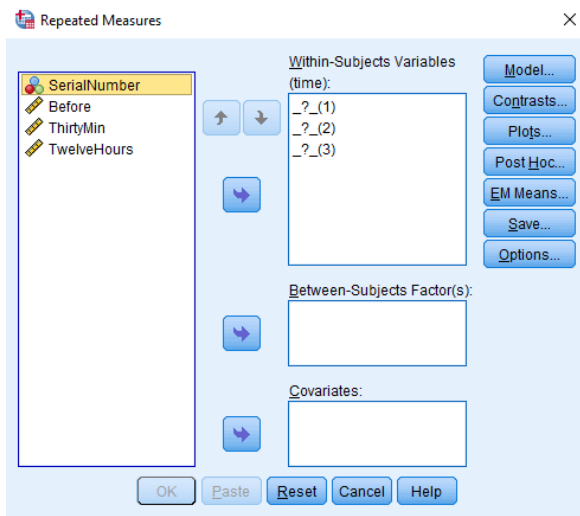 Repeated Measures
SerialNumber
Before
ThirtyMin
TwelveHours
Within-Subjects Variables
(time):
_?_(1)
_?_(2)
_?_(3)
Between-Subjects Factor(s):
Covariates:
Model...
Contrasts...
Plots...
Post Hoc...
EM Means...
Save...
Options...
OK
Paste
Reset
Cancel
Help